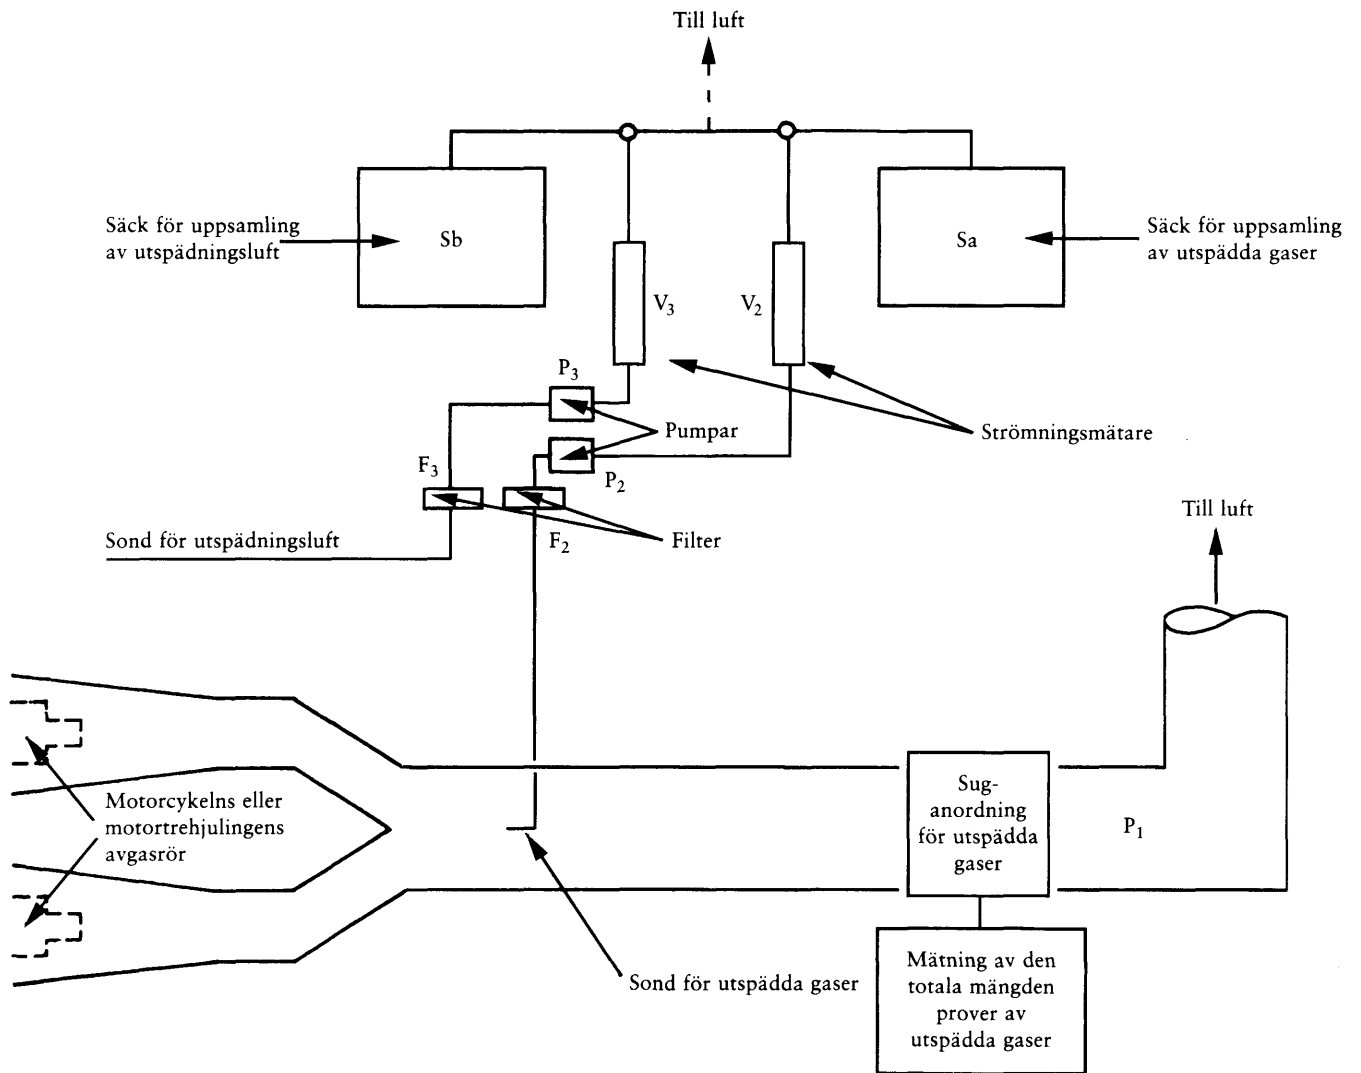 Till luft
Säck för uppsamling
av utspädningsluft
Sb
Sa
Säck för uppsamling
av utspädda gaser
V3
V2
P3
Pumpar
Strömningsmätare
F3
P2
Sond för utspädningsluft
F2
Filter
Till luft
Motorcykelns eller
motortrehjulingens
avgasrör
Sug-
anordning
för utspädda
gaser
P1
Sond för utspädda gaser
Mätning av den
totala mängden
prover av
utspädda gaser